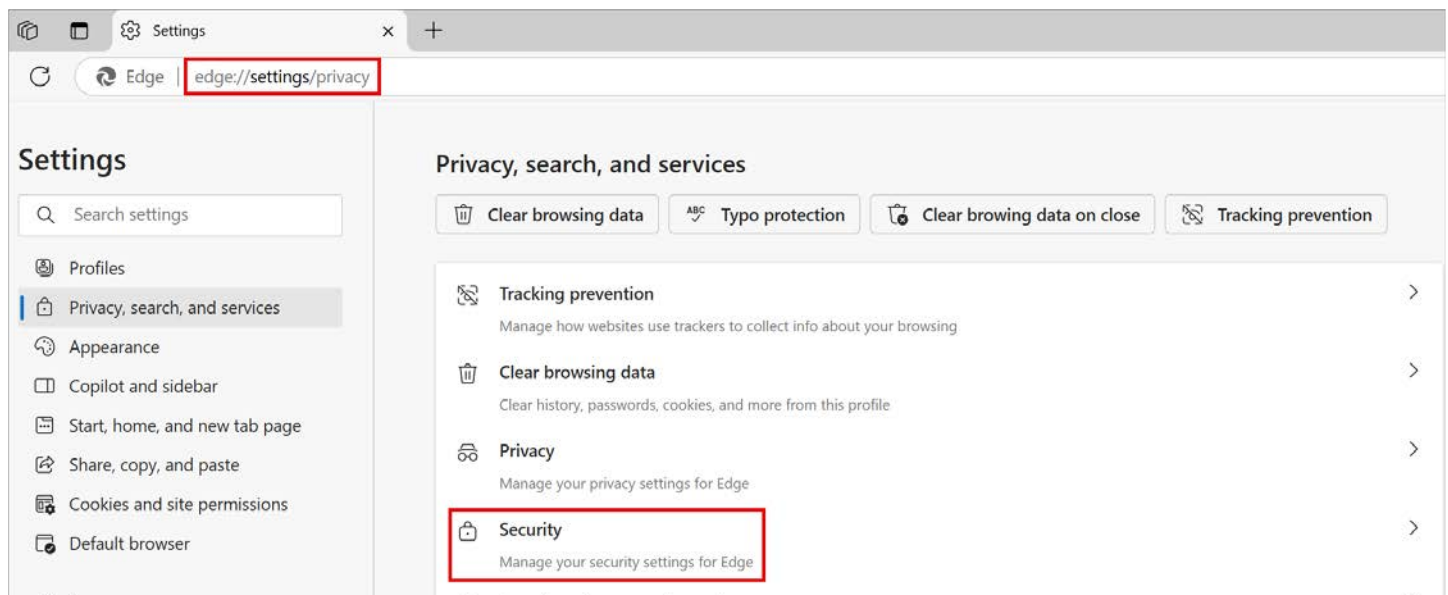 Settings
Edge edge://settings/privacy
Settings
Search settings
Profiles
Privacy, search, and services
Appearance
Copilot and sidebar
Start, home, and new tab page
Share, copy, and paste
Cookies and site permissions
Default browser
Privacy, search, and services
Clear browsing data
ABC Typo protection
Clear browing data on close
Tracking prevention
Tracking prevention
Manage how websites use trackers to collect info about your browsing
Clear browsing data
Clear history, passwords, cookies, and more from this profile
Privacy
Manage your privacy settings for Edge
Security
Manage your security settings for Edge